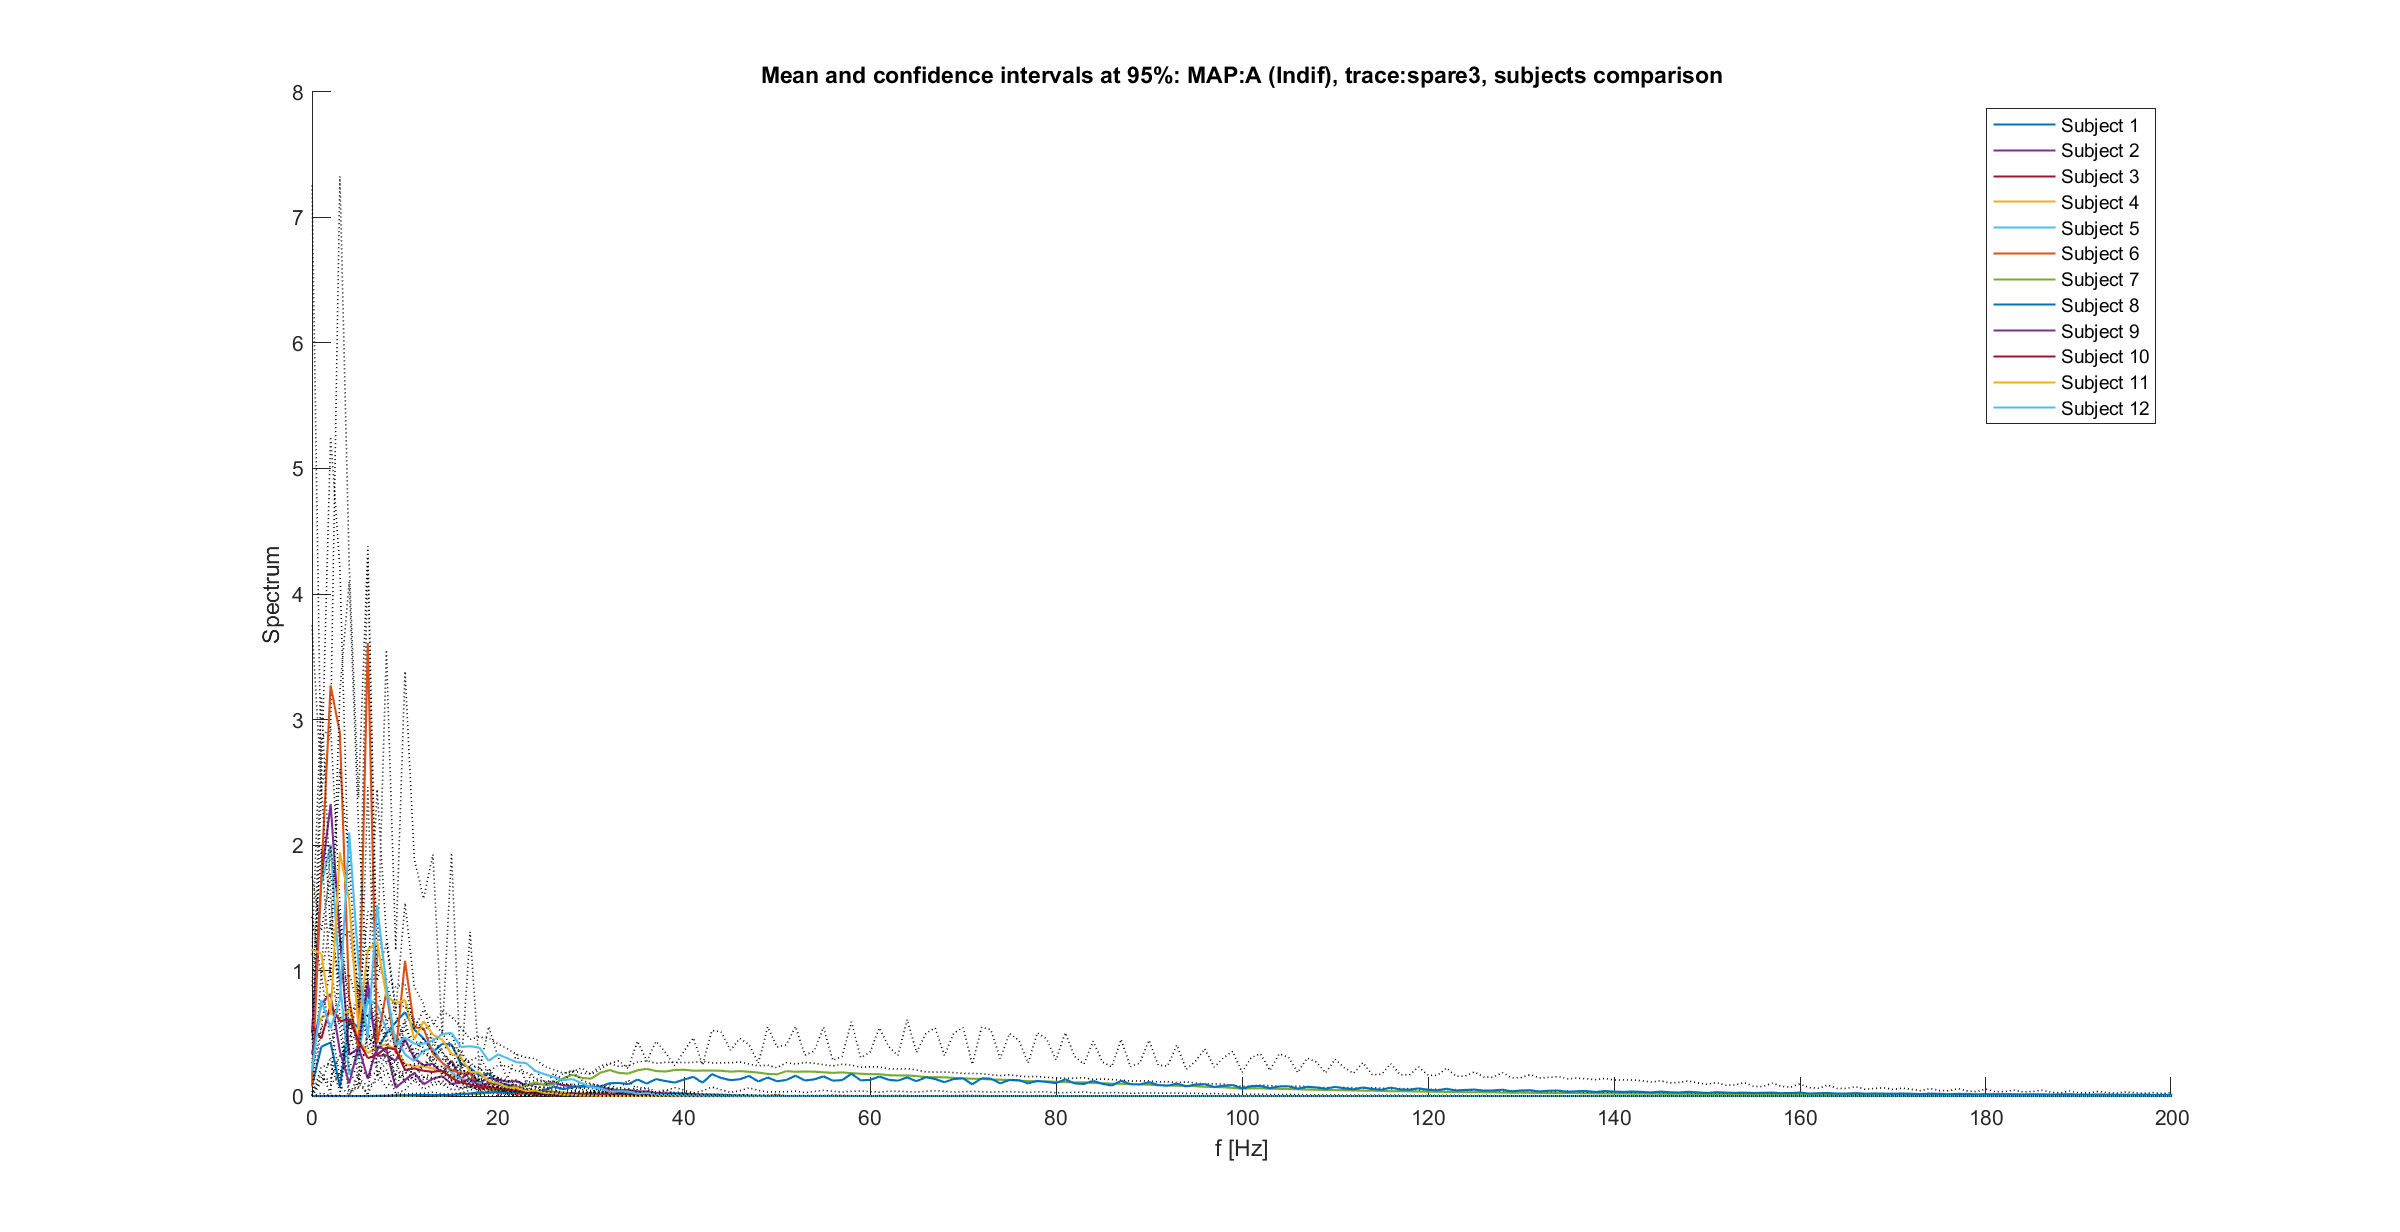 Mean and confidence intervals at 95%: MAP:A (Indif), trace:spare3, subjects comparison
8
7
6
5
4
3
2
1
0
Spectrum
0 20 40 60 80 100 120 140 160 180 200
f [Hz]
Subject 1
Subject 2
Subject 3
Subject 4
Subject 5
Subject 6
Subject 7
Subject 8
Subject 9
Subject 10
Subject 11
Subject 12